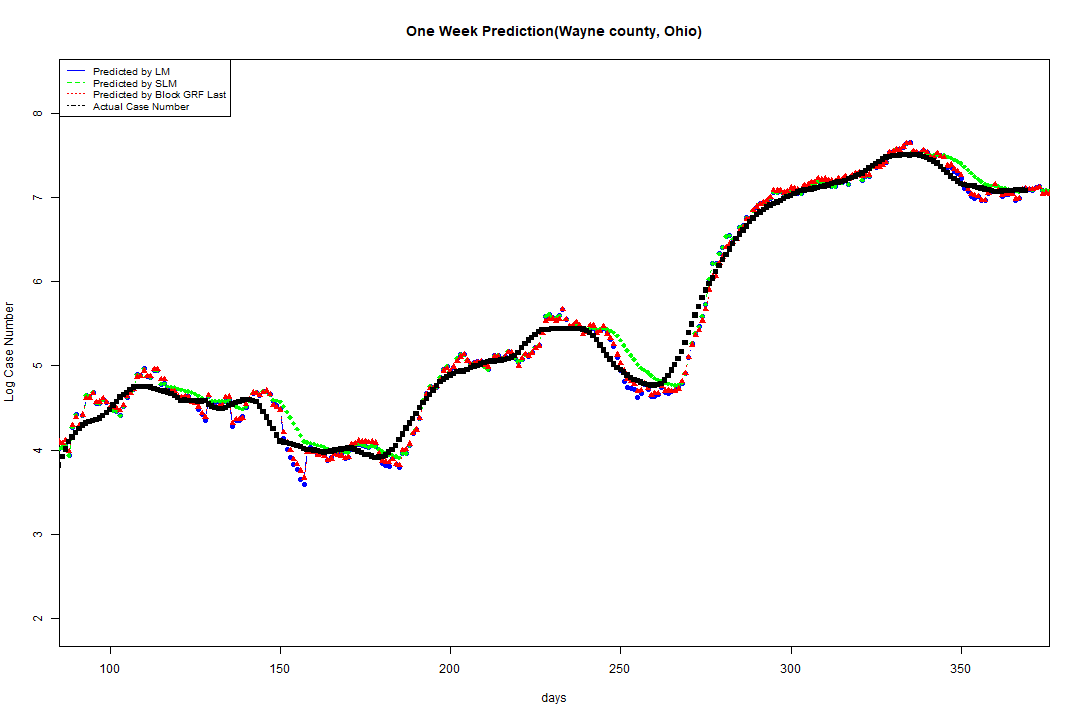 One Week Prediction(Wayne county, Ohio)
Predicted by LM
Predicted by SLM
Predicted by Block GRF Last
Actual Case Number
8
7
6
5
4
3
2
Log Case Number
100 150 200 250 300 350
days